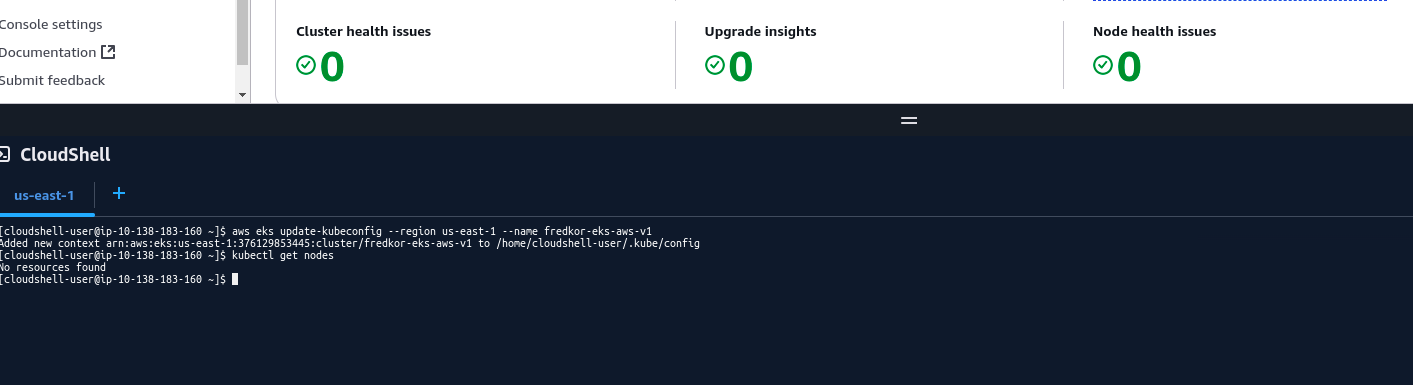 Console settings
Documentation
Submit feedback
Cluster health issues
0
Upgrade insights
0
Node health issues
0
CloudShell
us-east-1
+
[cloudshell-user@ip-10-138-183-160 ~]$ aws eks update-kubeconfig --region us-east-1 --name fredkor-eks-aws-v1
Added new context arn:aws:eks:us-east-1:376129853445:cluster/fredkor-eks-aws-v1 to /home/cloudshell-user/.kube/config
[cloudshell-user@ip-10-138-183-160 ~]$ kubectl get nodes
No resources found
[cloudshell-user@ip-10-138-183-160 ~]$